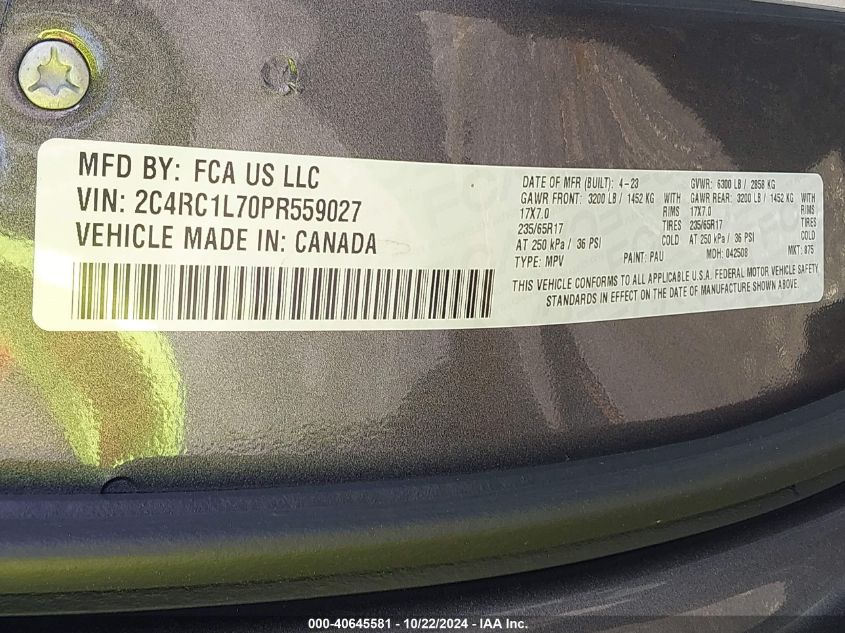 MFD BY: FCA US LLC
VIN: 2C4RC1L70PR559027
VEHICLE MADE IN: CANADA
DATE OF MFR (BUILT): 4-23 GVWR: 6300 LB / 2858 KG
GAWR FRONT: 3200 LB / 1452 KG WITH GAWR REAR: 3200 LB / 1452 KG WITH
17X7.0 RIMS 17X7.0 RIMS
235/65R17 TIRES 235/65R17 TIRES
AT 250 kPa / 36 PSI COLD AT 250 kPa / 36 PSI COLD
TYPE: MPV PAINT: PAU MDH: 042508 MKT: 875
THIS VEHICLE CONFORMS TO ALL APPLICABLE U.S.A. FEDERAL MOTOR VEHICLE SAFETY
STANDARDS IN EFFECT ON THE DATE OF MANUFACTURE SHOWN ABOVE.
000-40645581 - 10/22/2024 - IAA Inc.